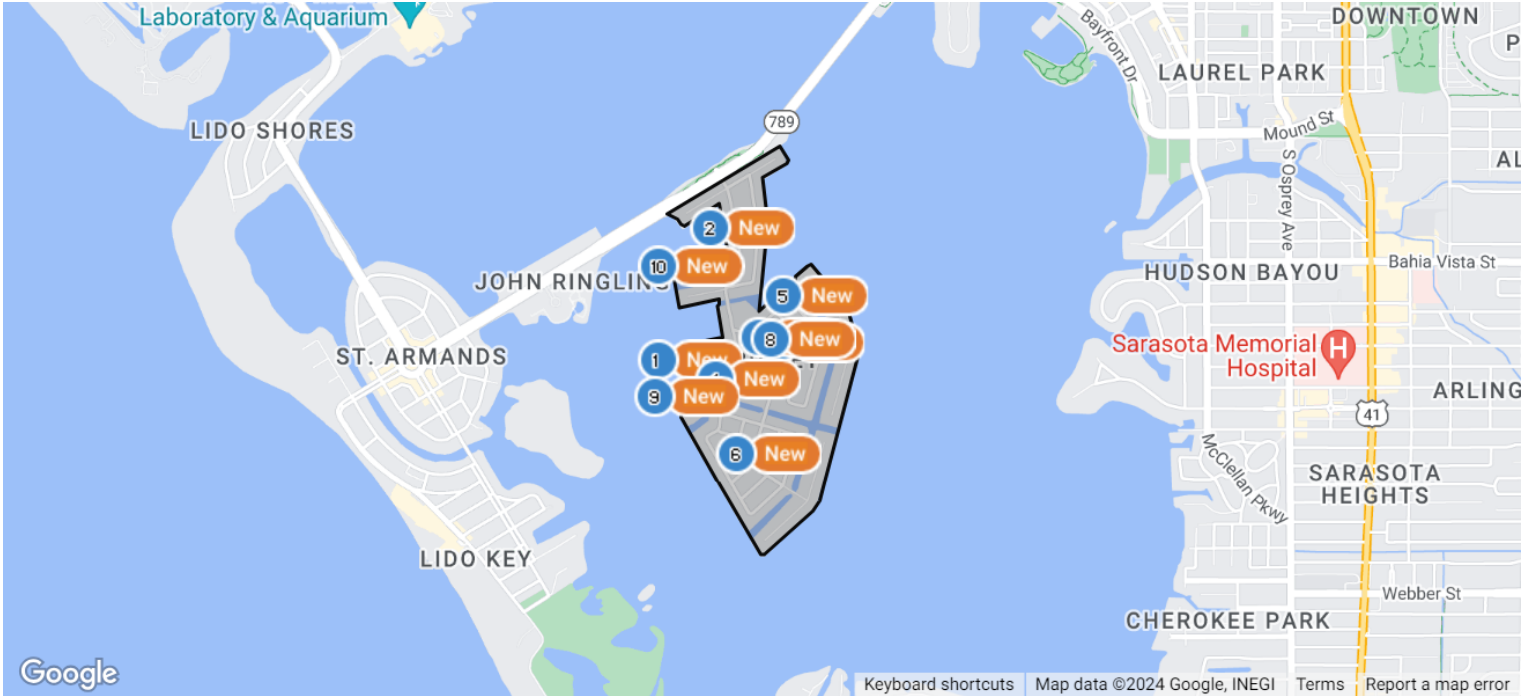 Laboratory & Aquarium
DOWNTOWN
Bayfront Dr
LAUREL PARK
LIDO SHORES
789
Mound St
S Osprey Ave
2 New
10 New
JOHN RINGLING
5 New
HUDSON BAYOU
Bahia Vista St
8 New
1 New
ST. ARMANDS
Sarasota Memorial
Hospital
H
New
9 New
ARLING
41
6 New
McClellan Pkwy
SARASOTA
HEIGHTS
LIDO KEY
Webber St
CHEROKEE PARK
Google
Keyboard shortcuts
Map data ©2024 Google, INEGI
Terms
Report a map error